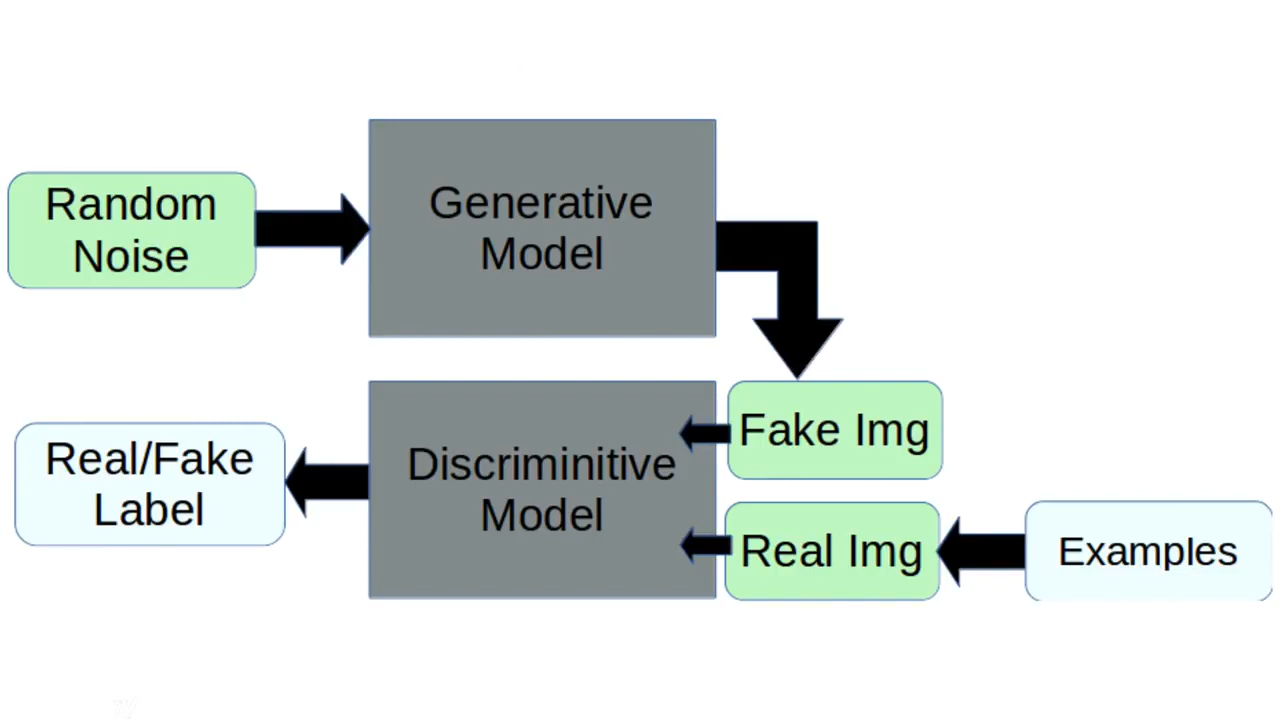 Random
Noise
Generative
Model
Fake Img
Real/Fake
Label
Discriminitive
Model
Real Img
Examples